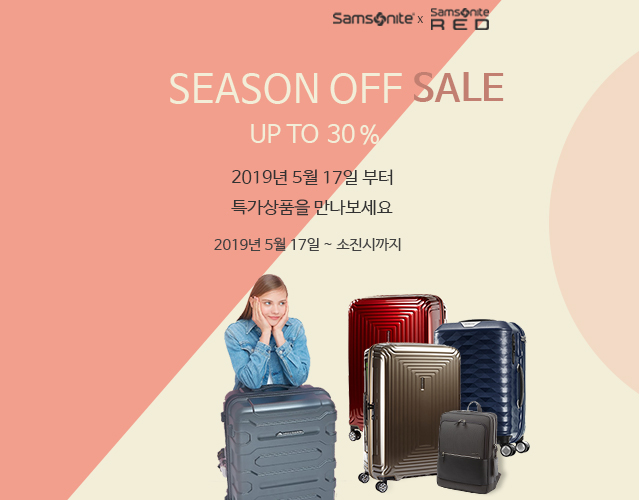 Samsonite x Samsonite RED
SEASON OFF SALE
UP TO 30%
2019년 5월 17일 부터
특가상품을 만나보세요
2019년 5월 17일 ~ 소진시까지